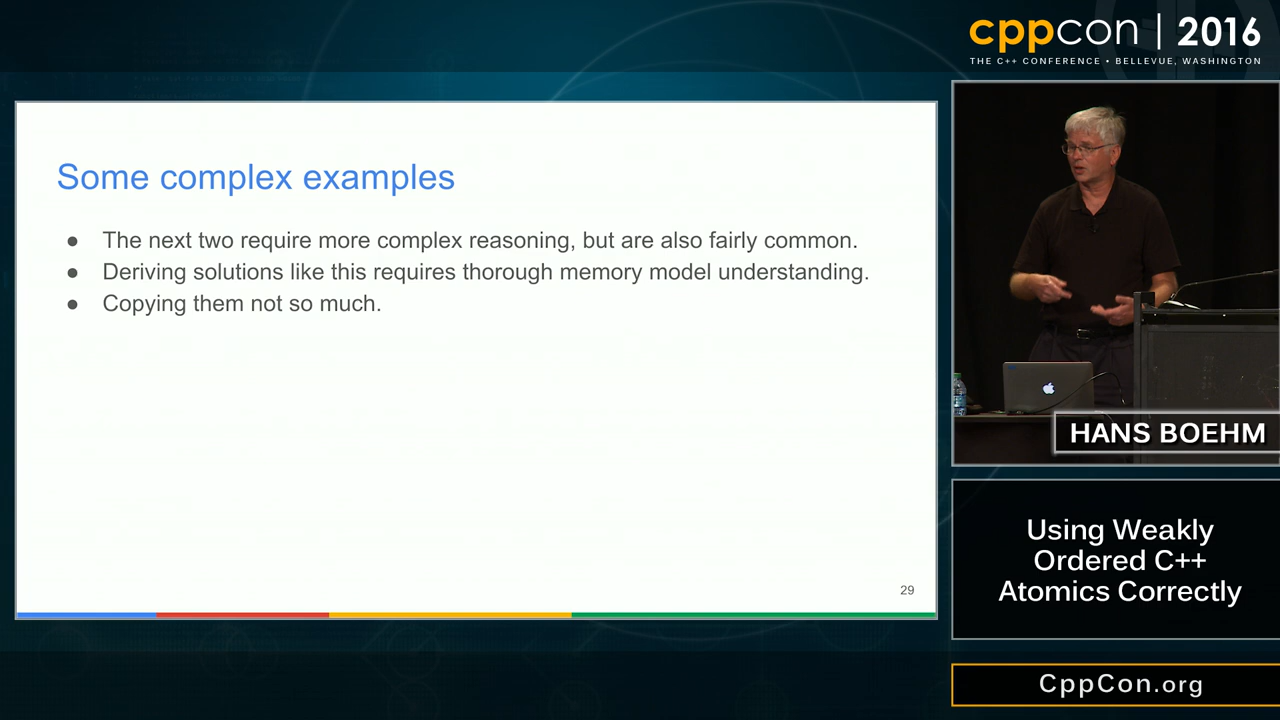 cppcon | 2016
THE C++ CONFERENCE • BELLEVUE, WASHINGTON
Some complex examples
● The next two require more complex reasoning, but are also fairly common.
● Deriving solutions like this requires thorough memory model understanding.
● Copying them not so much.
29
HANS BOEHM
Using Weakly
Ordered C++
Atomics Correctly
CppCon.org